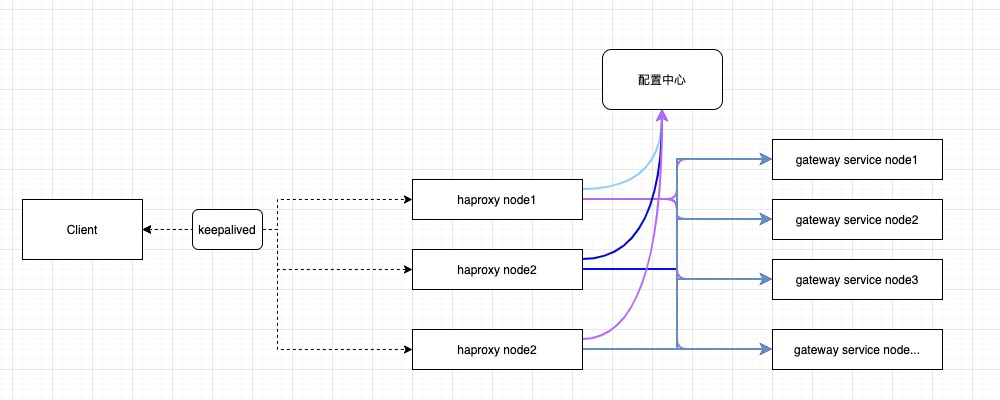 配置中心
Client
keepalived
haproxy node1
haproxy node2
haproxy node2
gateway service node1
gateway service node2
gateway service node3
gateway service node...